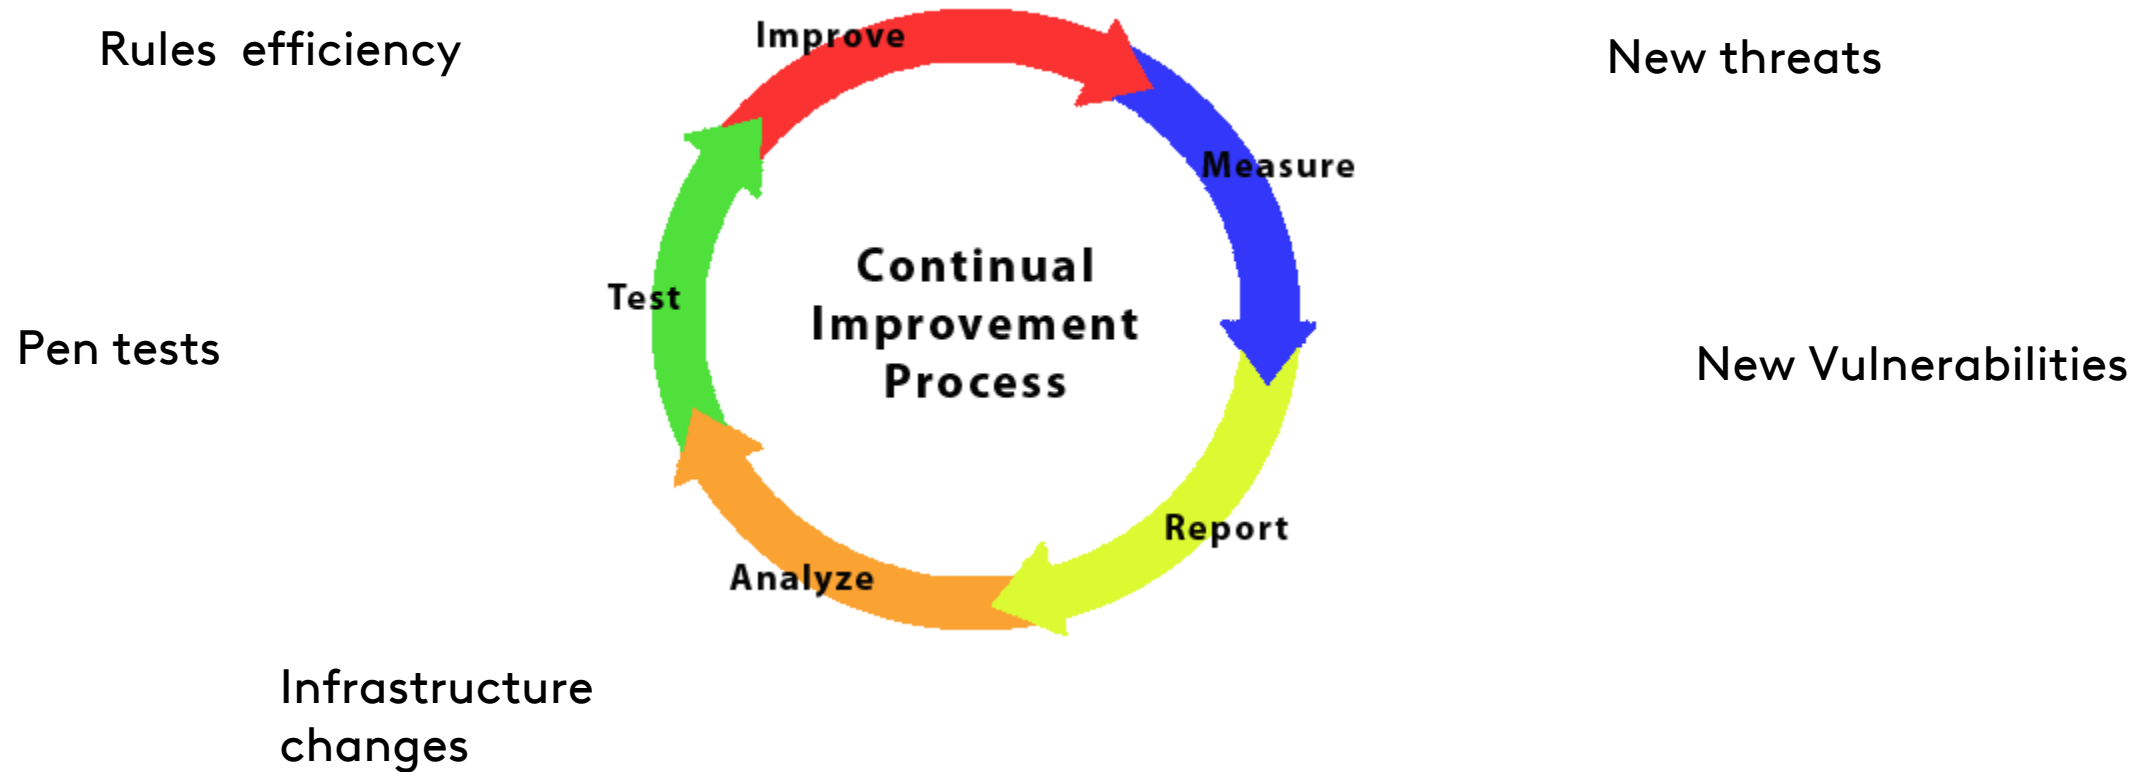 Improve
Rules efficiency
New threats
Measure
Continual
Improvement
Process
Test
Pen tests
New Vulnerabilities
Report
Analyze
Infrastructure
changes